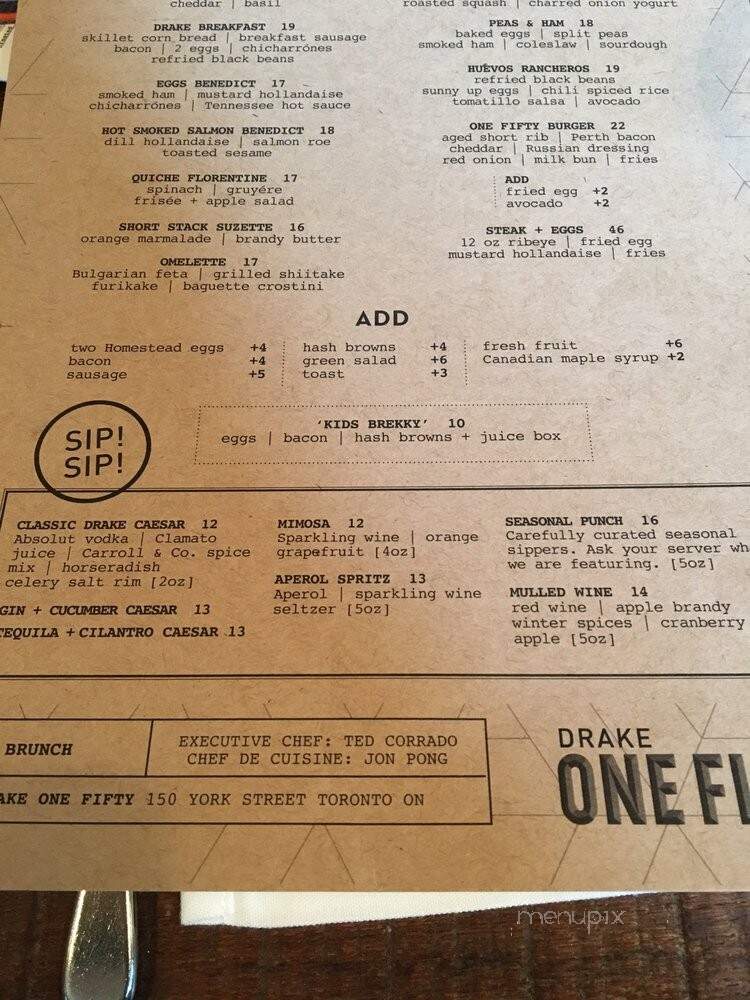 cheddar | basil
DRAKE BREAKFAST 19
skillet corn bread | breakfast sausage
bacon | 2 eggs | chicharrónes
refried black beans
EGGS BENEDICT 17
smoked ham | mustard hollandaise
chicharrónes | Tennessee hot sauce
HOT SMOKED SALMON BENEDICT 18
dill hollandaise | salmon roe
toasted sesame
QUICHE FLORENTINE 17
spinach | gruyére
frisée + apple salad
SHORT STACK SUZETTE 16
orange marmalade | brandy butter
OMELETTE 17
Bulgarian feta | grilled shiitake
furikake | baguette crostini
roasted squash | charred onion yogurt
PEAS & HAM 18
baked eggs | split peas
smoked ham | coleslaw | sourdough
HUEVOS RANCHEROS 19
refried black beans
sunny up eggs | chili spiced rice
tomatillo salsa | avocado
ONE FIFTY BURGER 22
aged short rib | Perth bacon
cheddar | Russian dressing
red onion | milk bun | fries
ADD
fried egg +2
avocado +2
STEAK + EGGS 46
12 oz ribeye | fried egg
mustard hollandaise | fries
ADD
two Homestead eggs +4
bacon +4
sausage +5
hash browns +4
green salad +6
toast +3
fresh fruit +6
Canadian maple syrup +2
'KIDS BREKKY' 10
eggs | bacon | hash browns + juice box
SIP!
SIP!
CLASSIC DRAKE CAESAR 12
Absolut vodka | Clamato
juice | Carroll & Co. spice
mix | horseradish
celery salt rim [2oz]
GIN + CUCUMBER CAESAR 13
TEQUILA + CILANTRO CAESAR 13
MIMOSA 12
Sparkling wine | orange
grapefruit [4oz]
APEROL SPRITZ 13
Aperol | sparkling wine
seltzer [5oz]
SEASONAL PUNCH 16
Carefully curated seasonal
sippers. Ask your server wh
we are featuring. [5oz]
MULLED WINE 14
red wine | apple brandy
winter spices | cranberry
apple [5oz]
BRUNCH
EXECUTIVE CHEF: TED CORRADO
CHEF DE CUISINE: JON PONG
AKE ONE FIFTY 150 YORK STREET TORONTO ON
DRAKE
ONE FI
menupix